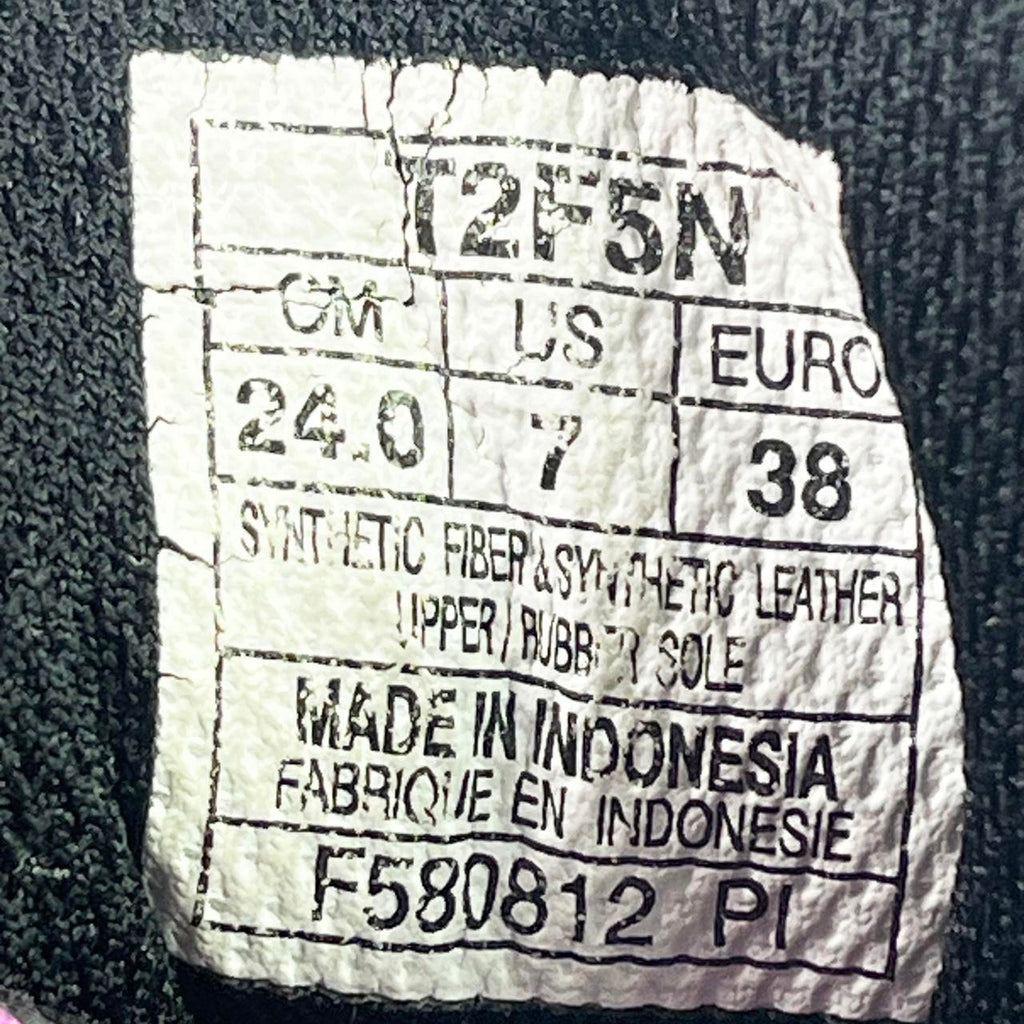 T2F5N
CM US EURO
24.0 7 38
SYNTHETIC FIBER & SYNTHETIC LEATHER
UPPER / RUBBER SOLE
MADE IN INDONESIA
FABRIQUE EN INDONESIE
F580812 PI